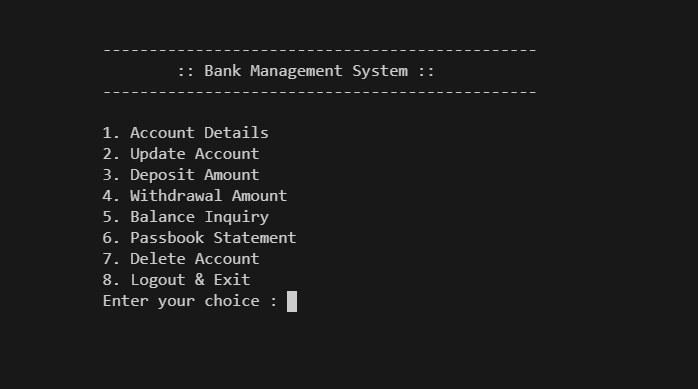 -----------------------------------------------
:: Bank Management System ::
-----------------------------------------------
1. Account Details
2. Update Account
3. Deposit Amount
4. Withdrawal Amount
5. Balance Inquiry
6. Passbook Statement
7. Delete Account
8. Logout & Exit
Enter your choice :